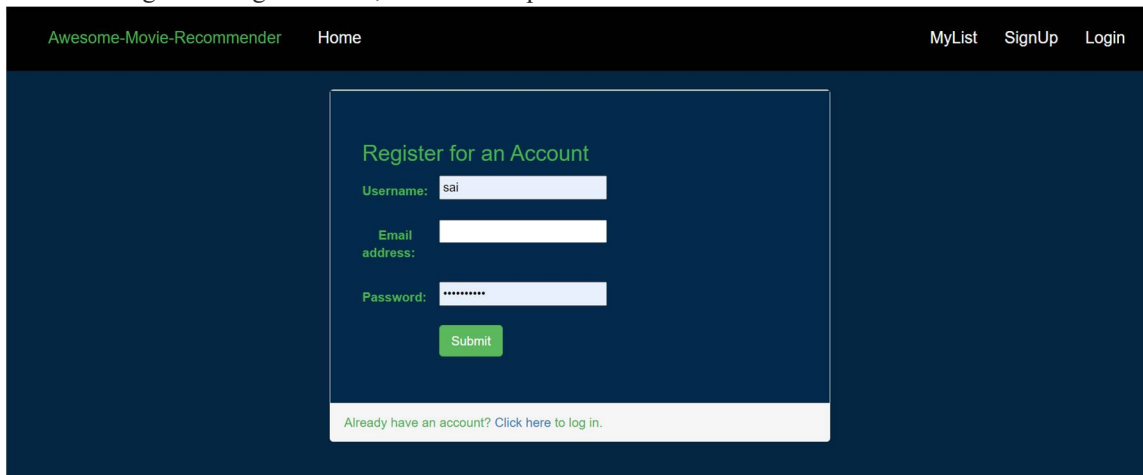 Awesome-Movie-Recommender Home MyList SignUp Login
Register for an Account
Username: sai
Email
address:
Password: ••••••••••
Submit
Already have an account? Click here to log in.